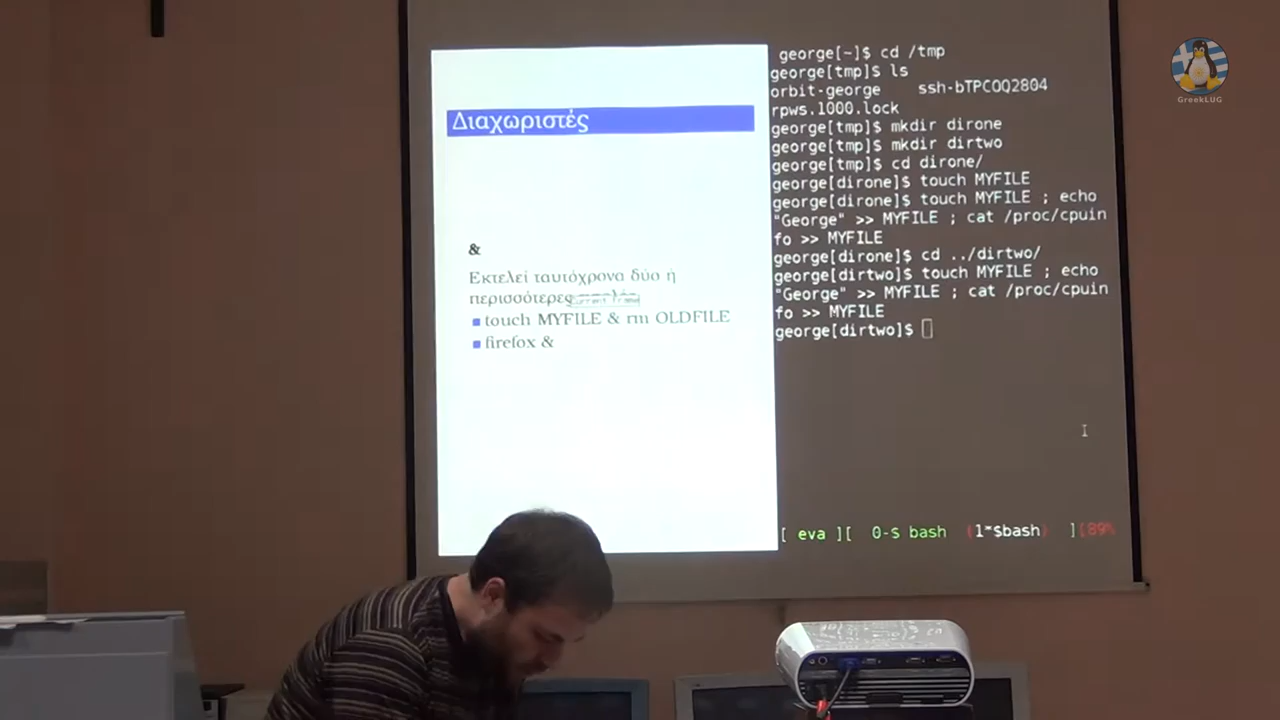 Διαχωριστές
&
Εκτελεί ταυτόχρονα δύο ή
περισσότερες
Current frame
touch MYFILE & rm OLDFILE
firefox &
george[~]$ cd /tmp
george[tmp]$ ls
orbit-george ssh-bTPCOQ2804
rpws.1000.lock
george[tmp]$ mkdir dirone
george[tmp]$ mkdir dirtwo
george[tmp]$ cd dirone/
george[dirone]$ touch MYFILE
george[dirone]$ touch MYFILE ; echo
"George" >> MYFILE ; cat /proc/cpuin
fo >> MYFILE
george[dirone]$ cd ../dirtwo/
george[dirtwo]$ touch MYFILE ; echo
"George" >> MYFILE ; cat /proc/cpuin
fo >> MYFILE
george[dirtwo]$
[ eva ][ 0-$ bash (1*$bash) ][89%
GreekLUG